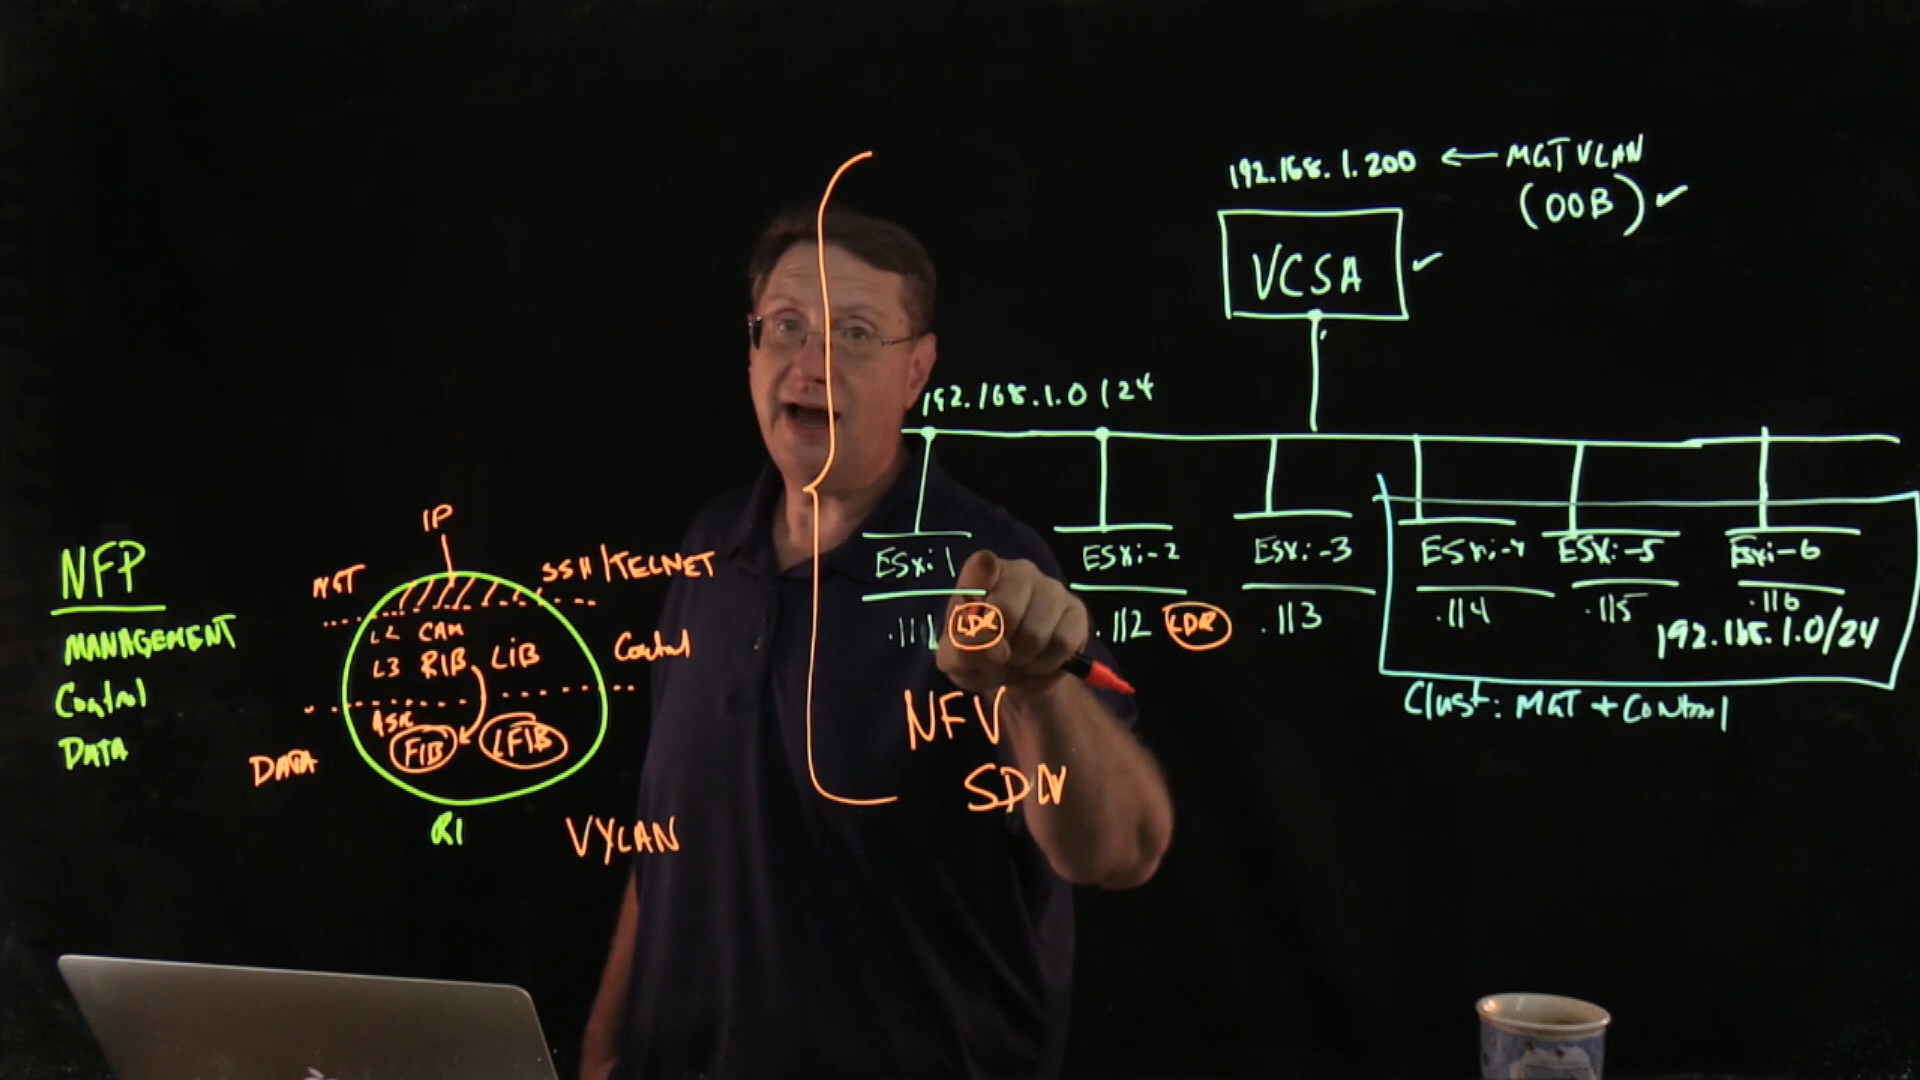 192.168.1.200 ← MGT VLAN
(OOB) ✓
VCSA ✓
192.168.1.0/24
ESXi 1
ESXi-2
ESXi-3
ESXi-4
ESXi-5
ESXi-6
.111
LDR
.112
LDR
.113
.114
.115
.116
192.168.1.0/24
Clust: MGT + Control
NFV
SDN
NFP
MANAGEMENT
Control
DATA
IP
MGT
SSH/TELNET
L2 CAM
L3 RIB LIB
Control
ASIC
FIB LFIB
DATA
R1
VYLAN